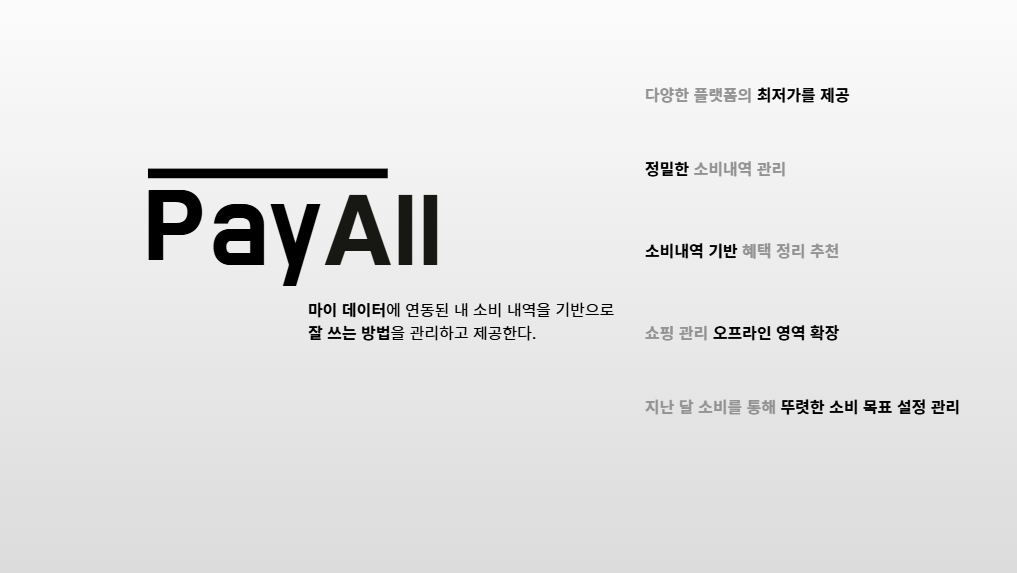 PayAll
마이 데이터에 연동된 내 소비 내역을 기반으로
잘 쓰는 방법을 관리하고 제공한다.
다양한 플랫폼의 최저가를 제공
정밀한 소비내역 관리
소비내역 기반 혜택 정리 추천
쇼핑 관리 오프라인 영역 확장
지난 달 소비를 통해 뚜렷한 소비 목표 설정 관리